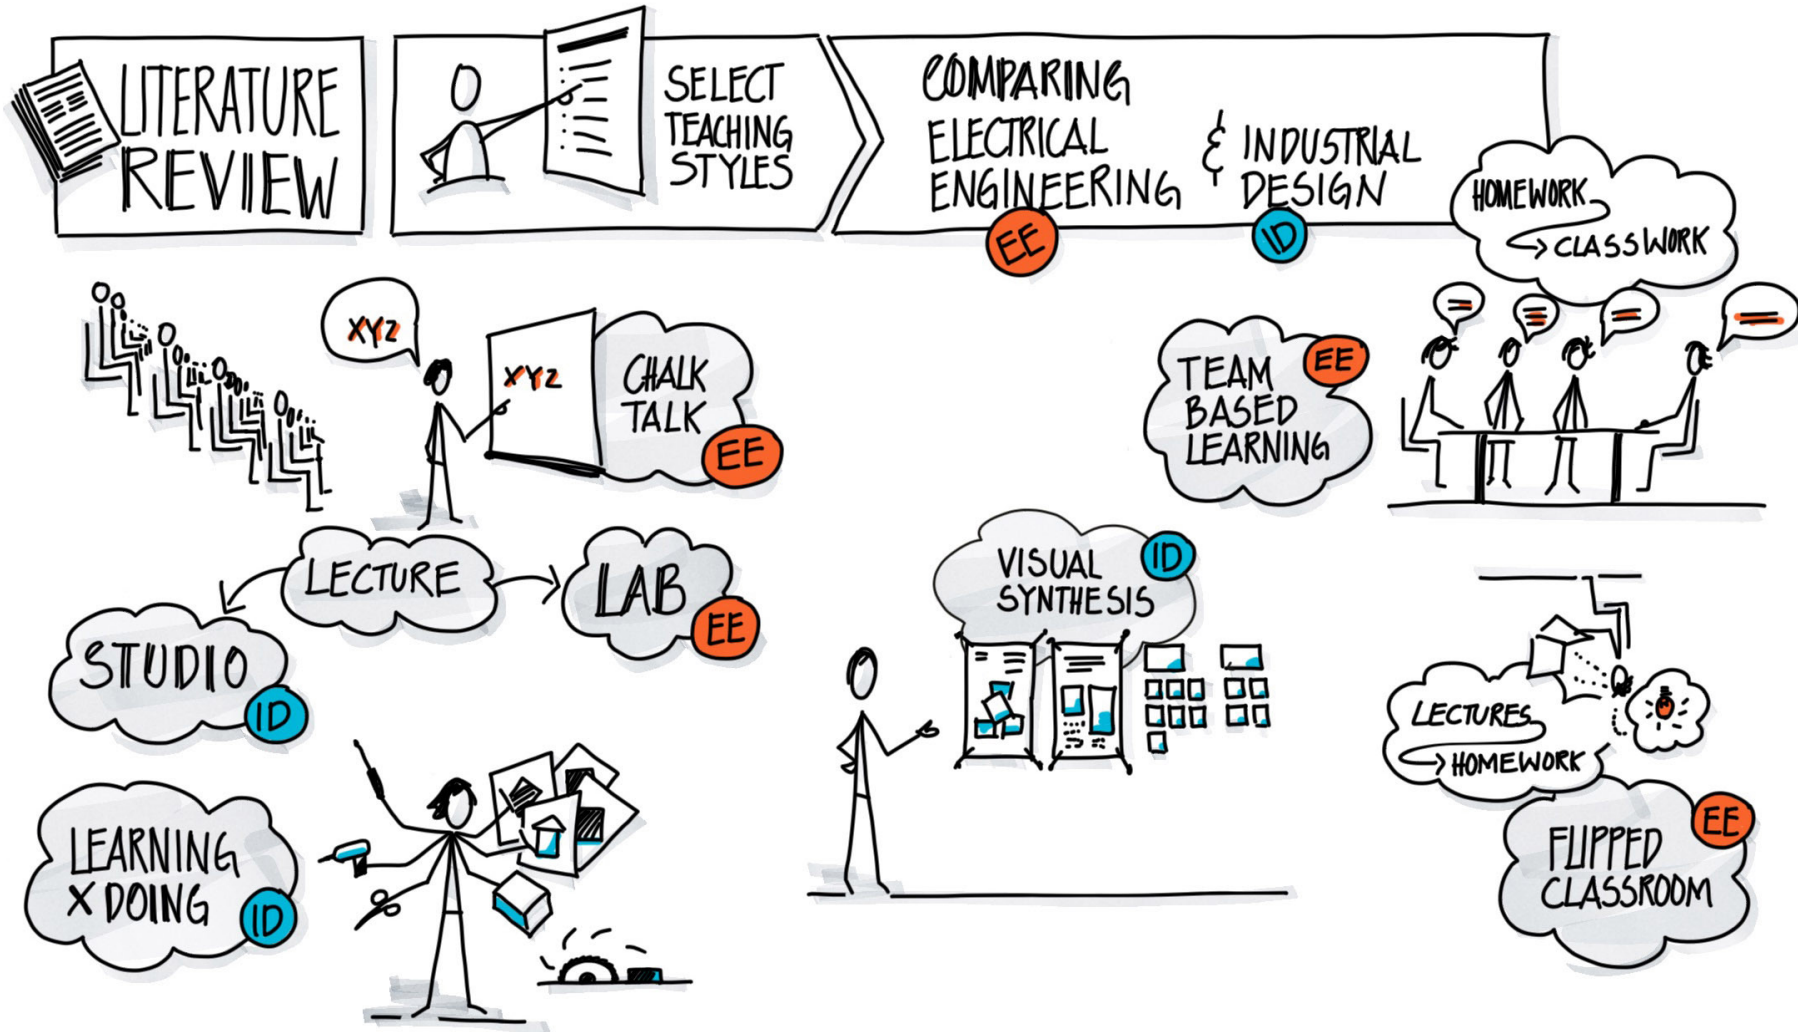 LITERATURE
REVIEW
SELECT
TEACHING
STYLES
COMPARING
ELECTRICAL
ENGINEERING
EE
& INDUSTRIAL
DESIGN
ID
HOMEWORK
CLASSWORK
XYZ
XYZ
CHALK
TALK
EE
TEAM
BASED
LEARNING
EE
LECTURE
LAB
EE
STUDIO
ID
VISUAL
SYNTHESIS
ID
LECTURES
HOMEWORK
FLIPPED
CLASSROOM
EE
LEARNING
X DOING
ID